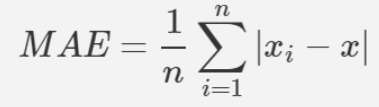 MAE = \frac{1}{n} \sum_{i=1}^{n} |x_i - x|